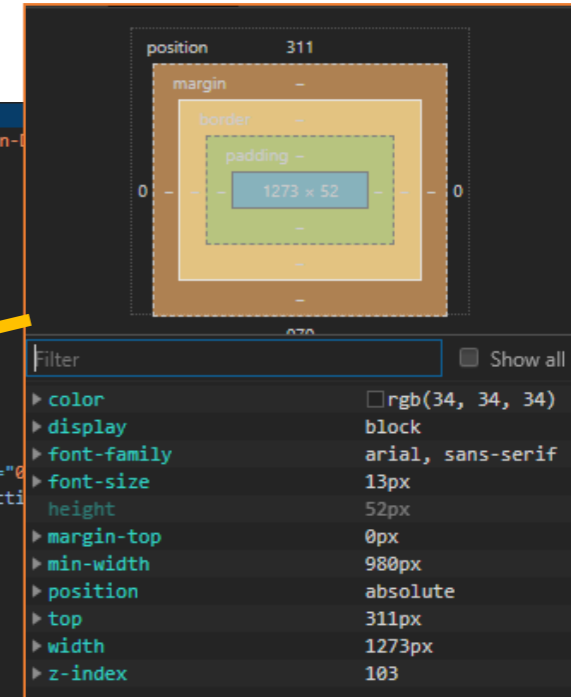 position 311
margin –
border –
padding –
0 – – – 1273 × 52 – – – 0
–
–
–
n-D
="0
cti
Filter Show all
color rgb(34, 34, 34)
display block
font-family arial, sans-serif
font-size 13px
height 52px
margin-top 0px
min-width 980px
position absolute
top 311px
width 1273px
z-index 103